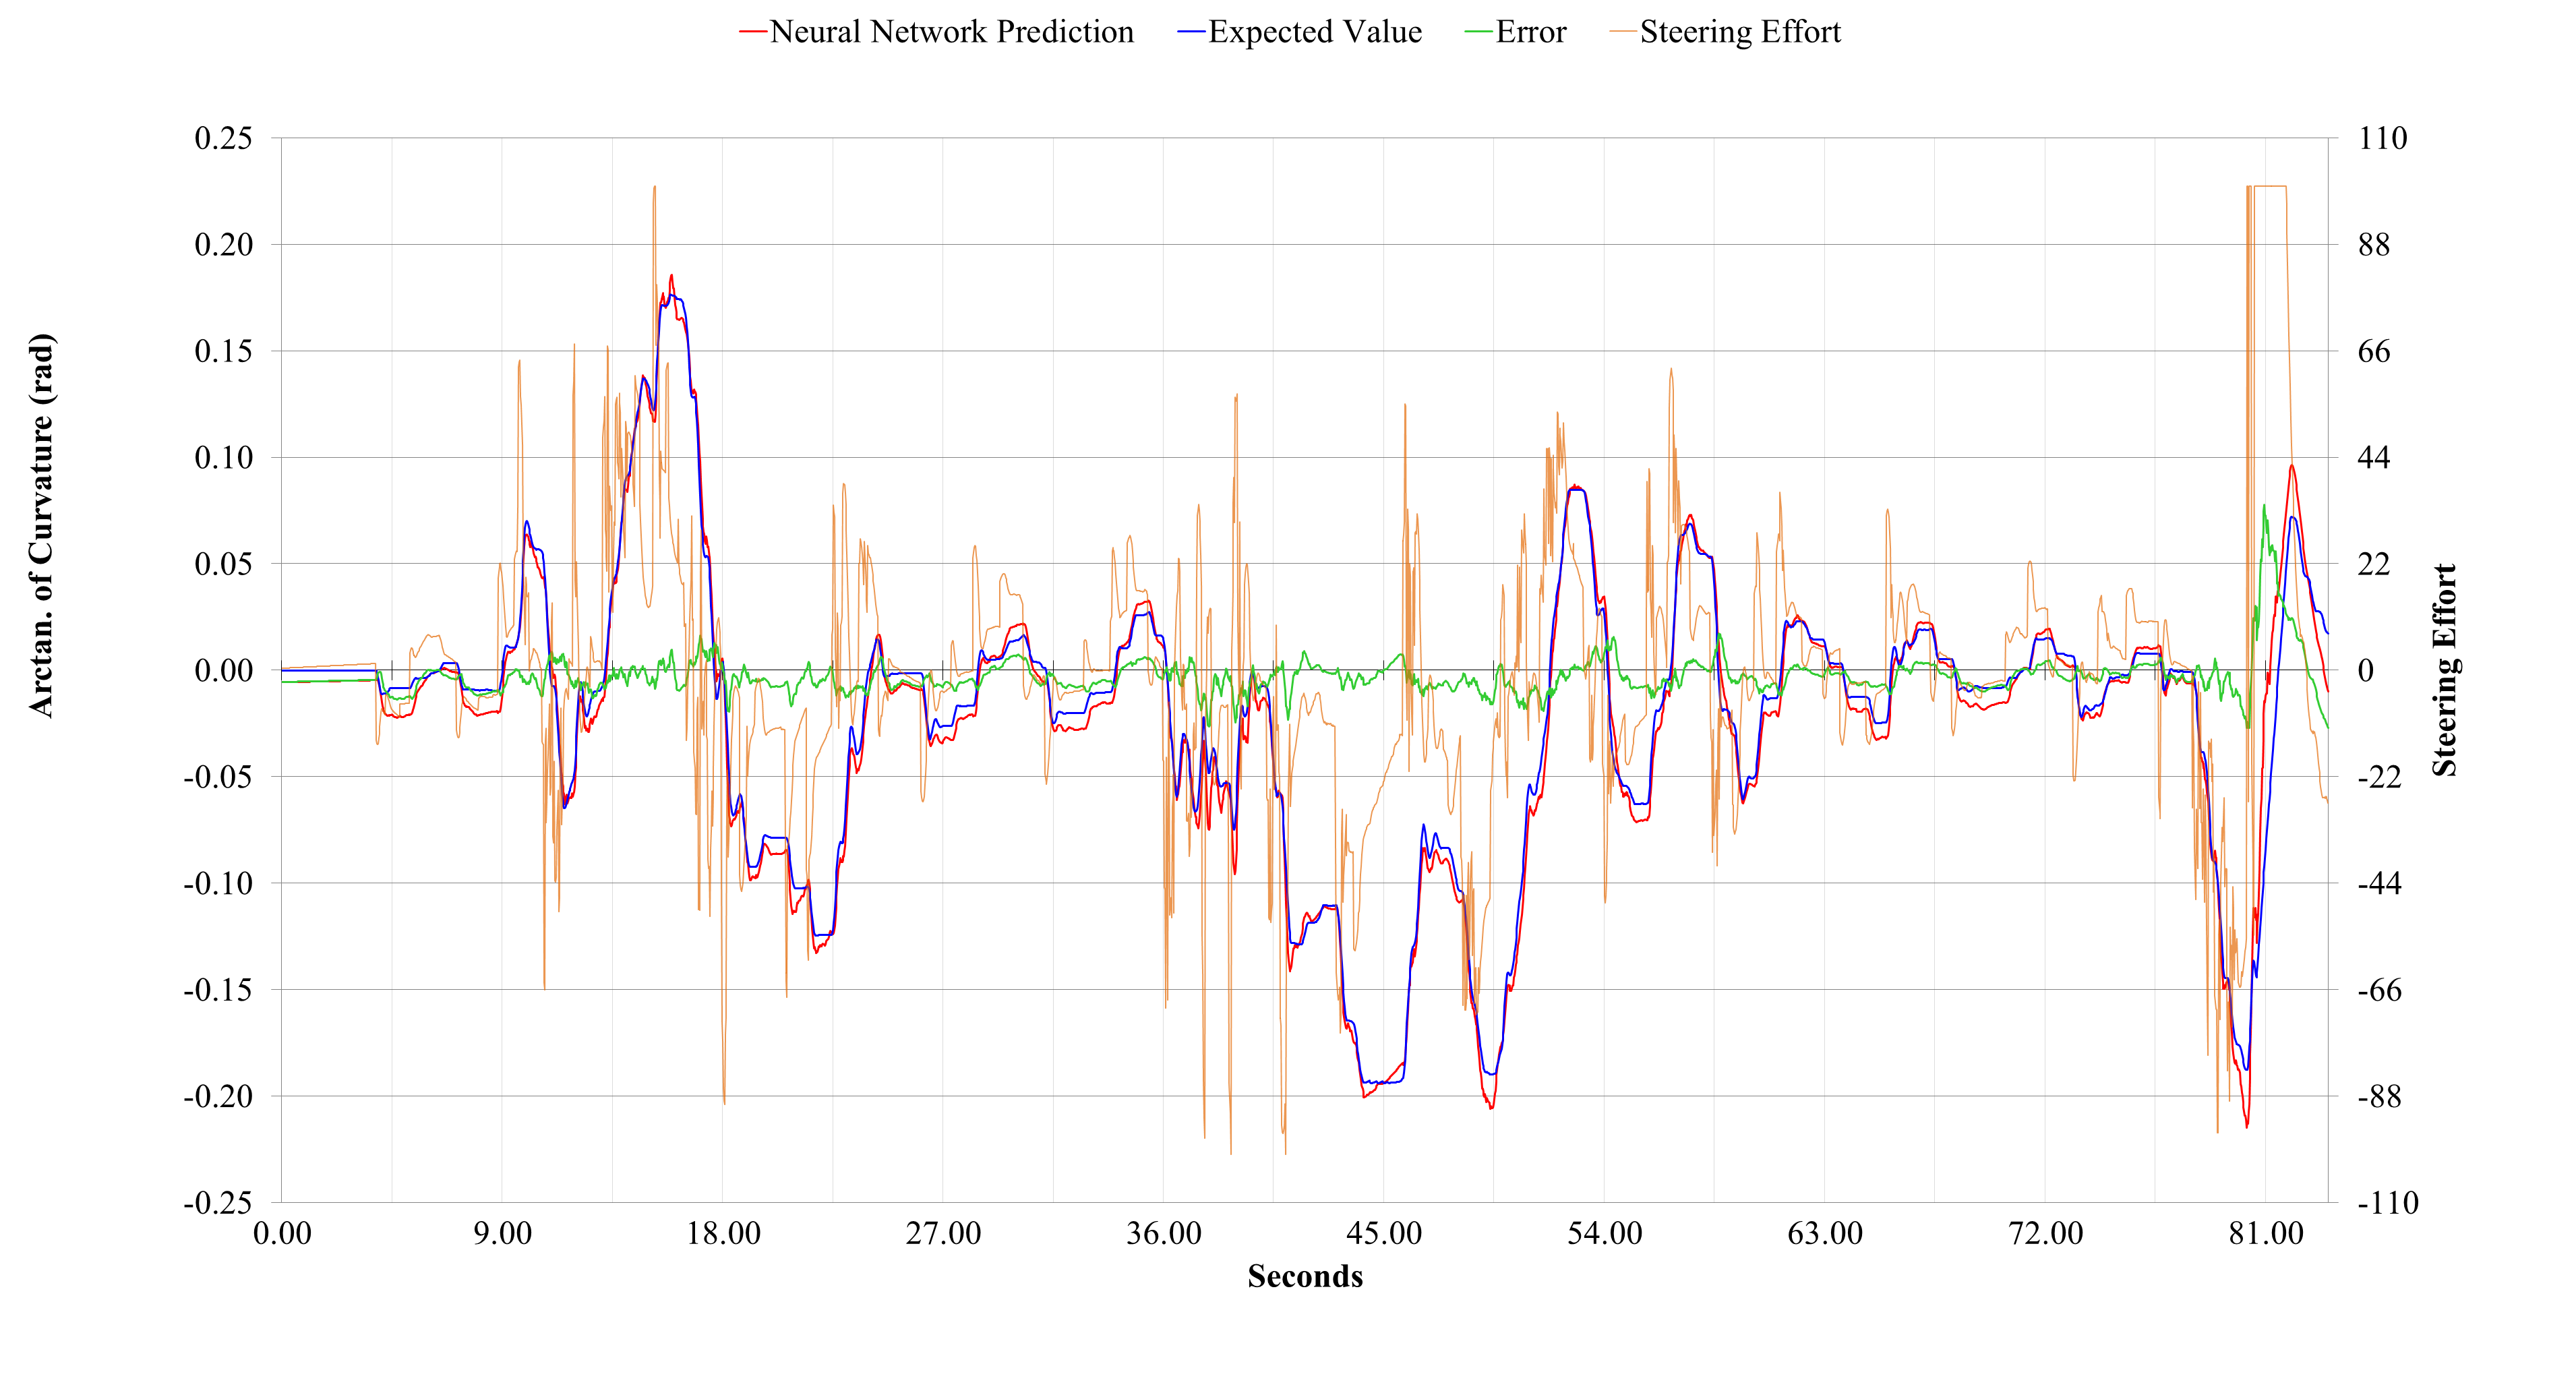 Neural Network Prediction Expected Value Error Steering Effort
0.25 110
0.20 88
0.15 66
0.10 44
0.05 22
0.00 0
-0.05 -22
-0.10 -44
-0.15 -66
-0.20 -88
-0.25 -110
Arctan. of Curvature (rad)
Steering Effort
0.00 9.00 18.00 27.00 36.00 45.00 54.00 63.00 72.00 81.00
Seconds